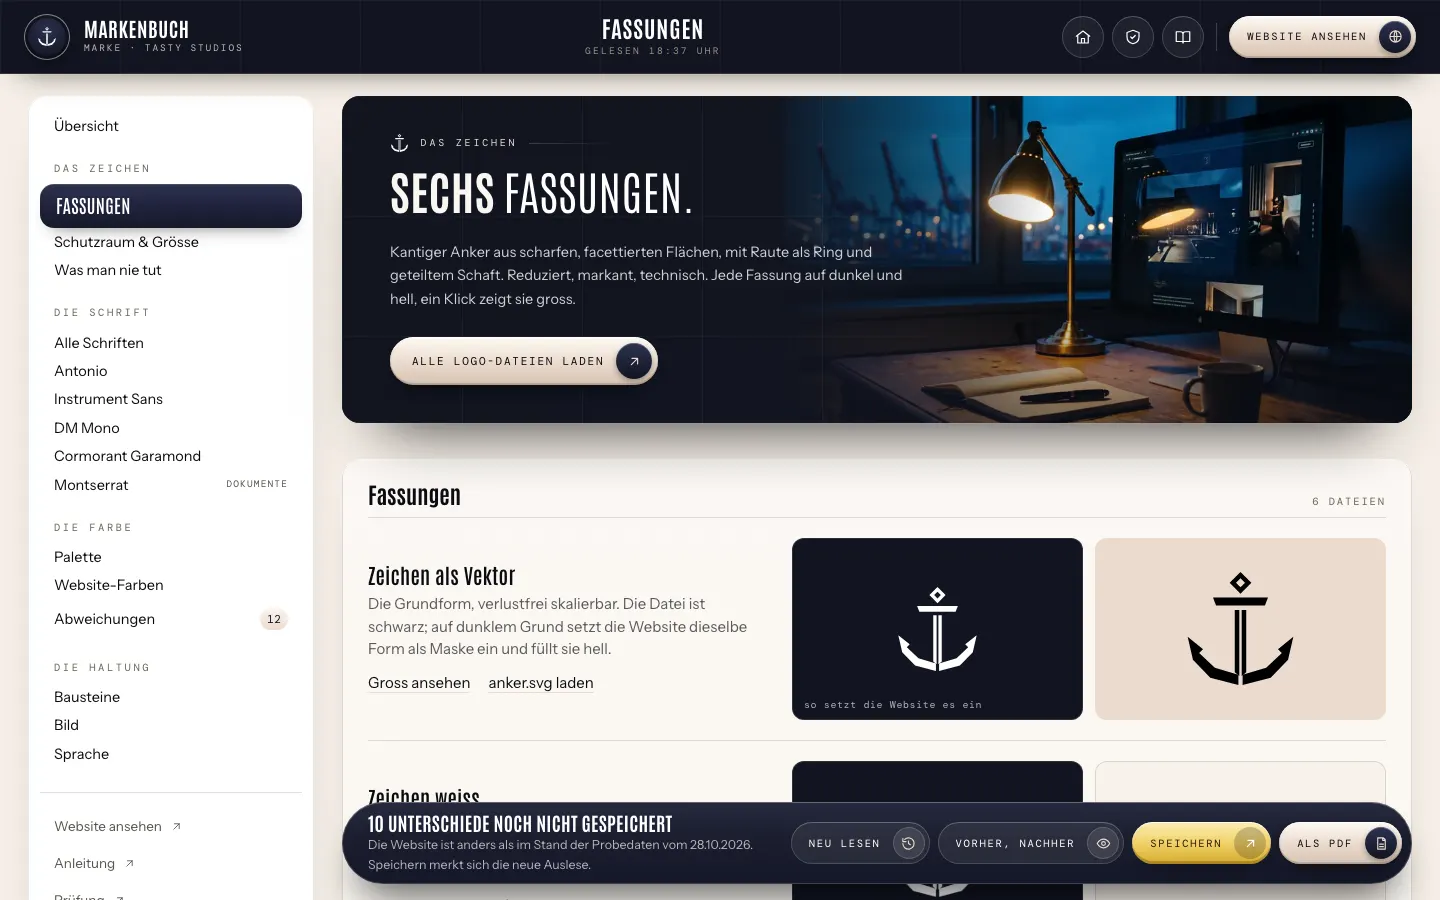 MARKENBUCH
MARKE · TASTY STUDIOS
FASSUNGEN
GELESEN 18:37 UHR
WEBSITE ANSEHEN
Übersicht
DAS ZEICHEN
FASSUNGEN
Schutzraum & Grösse
Was man nie tut
DIE SCHRIFT
Alle Schriften
Antonio
Instrument Sans
DM Mono
Cormorant Garamond
Montserrat DOKUMENTE
DIE FARBE
Palette
Website-Farben
Abweichungen 12
DIE HALTUNG
Bausteine
Bild
Sprache
Website ansehen
Anleitung
Prüfung
DAS ZEICHEN
SECHS FASSUNGEN.
Kantiger Anker aus scharfen, facettierten Flächen, mit Raute als Ring und
geteiltem Schaft. Reduziert, markant, technisch. Jede Fassung auf dunkel und
hell, ein Klick zeigt sie gross.
ALLE LOGO-DATEIEN LADEN
Fassungen
6 DATEIEN
Zeichen als Vektor
Die Grundform, verlustfrei skalierbar. Die Datei ist
schwarz; auf dunklem Grund setzt die Website dieselbe
Form als Maske ein und füllt sie hell.
Gross ansehen anker.svg laden
so setzt die Website es ein
Zeichen weiss
10 UNTERSCHIEDE NOCH NICHT GESPEICHERT
Die Website ist anders als im Stand der Probedaten vom 28.10.2026.
Speichern merkt sich die neue Auslese.
NEU LESEN
VORHER, NACHHER
SPEICHERN
ALS PDF